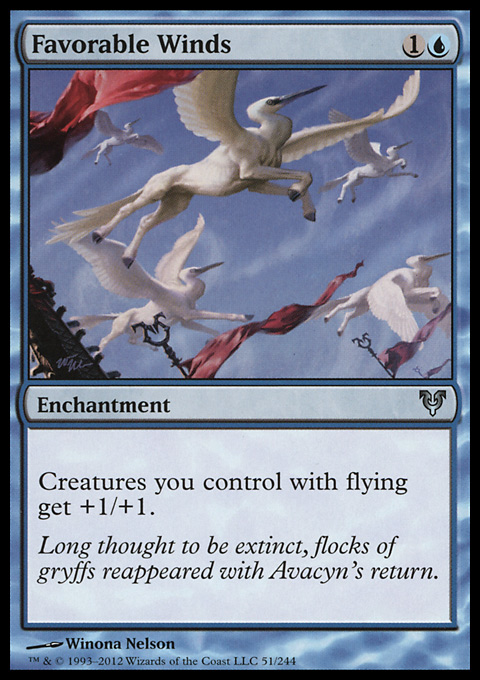 Favorable Winds 1
Enchantment
Creatures you control with flying
get +1/+1.
Long thought to be extinct, flocks of
gryffs reappeared with Avacyn's return.
Winona Nelson
™ & © 1993–2012 Wizards of the Coast LLC 51/244